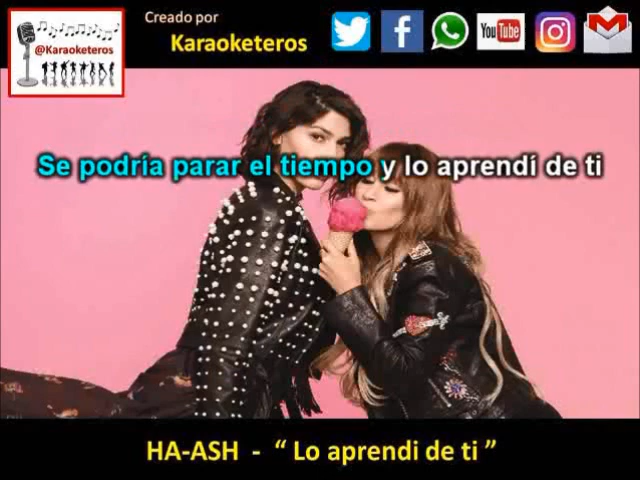 @Karaoketeros
Creado por
Karaoketeros
You Tube
Se podría parar el tiempo y lo aprendí de ti
HA-ASH - “ Lo aprendi de ti ”